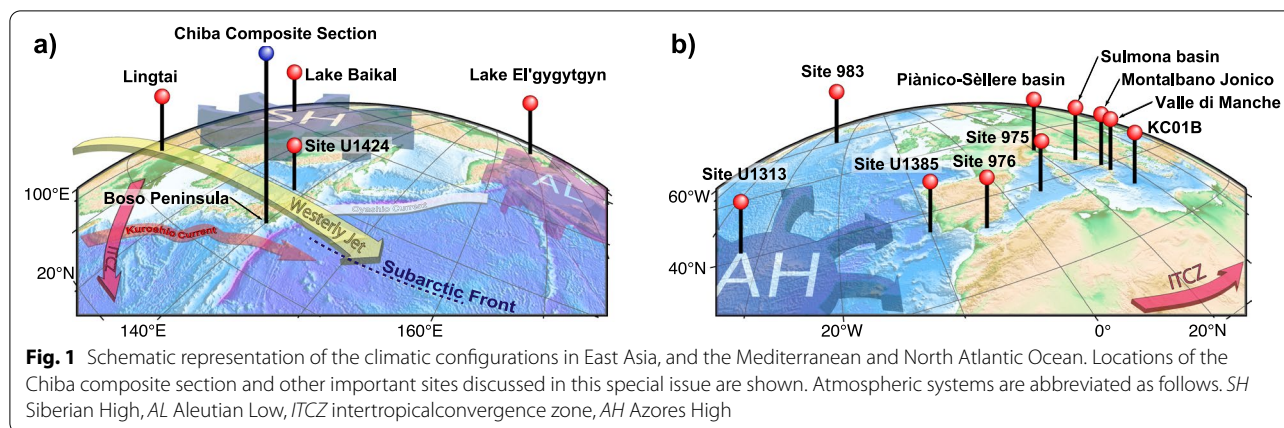 a)
Chiba Composite Section
Lingtai
Lake Baikal
Lake El'gygytgyn
SH
Site U1424
AL
100°E
Boso Peninsula
Oyashio Current
Westerly Jet
Kuroshio Current
ITCZ
20°N
Subarctic Front
140°E
160°E
b)
Sulmona basin
Site 983
Piànico-Sèllere basin
Montalbano Jonico
Valle di Manche
KC01B
Site 975
Site U1385
Site 976
Site U1313
60°W
AH
40°N
ITCZ
20°W
0°
20°N
Fig. 1 Schematic representation of the climatic configurations in East Asia, and the Mediterranean and North Atlantic Ocean. Locations of the
Chiba composite section and other important sites discussed in this special issue are shown. Atmospheric systems are abbreviated as follows. SH
Siberian High, AL Aleutian Low, ITCZ intertropicalconvergence zone, AH Azores High